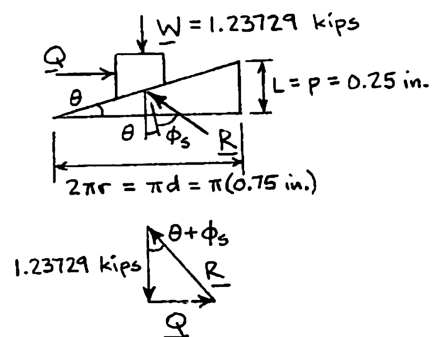 W = 1.23729 kips
Q
θ
L = p = 0.25 in.
θ
ϕs
R
2πr = πd = π(0.75 in.)
θ+ϕs
1.23729 kips
R
Q